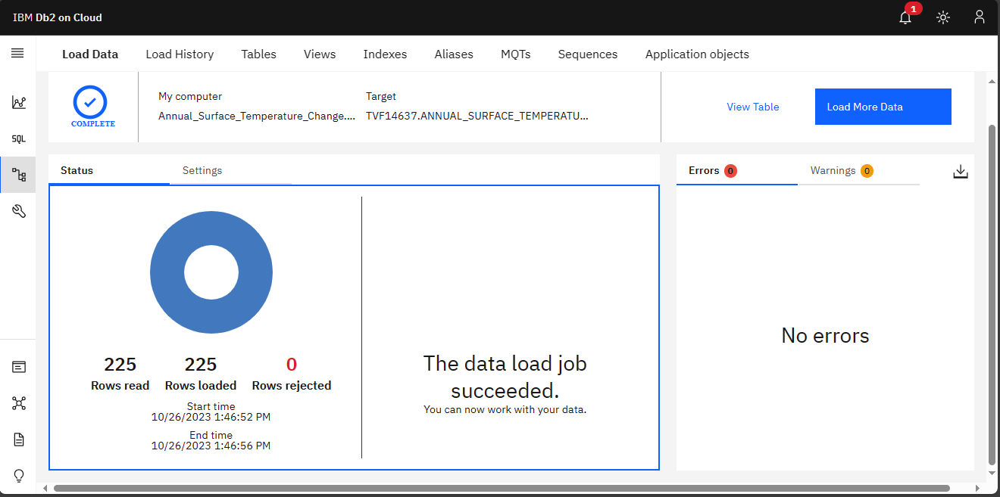 IBM Db2 on Cloud
1
Load Data Load History Tables Views Indexes Aliases MQTs Sequences Application objects
COMPLETE
My computer
Annual_Surface_Temperature_Change....
Target
TVF14637.ANNUAL_SURFACE_TEMPERATU...
View Table
Load More Data
SQL
Status Settings
225 225 0
Rows read Rows loaded Rows rejected
Start time
10/26/2023 1:46:52 PM
End time
10/26/2023 1:46:56 PM
The data load job
succeeded.
You can now work with your data.
Errors 0 Warnings 0
No errors